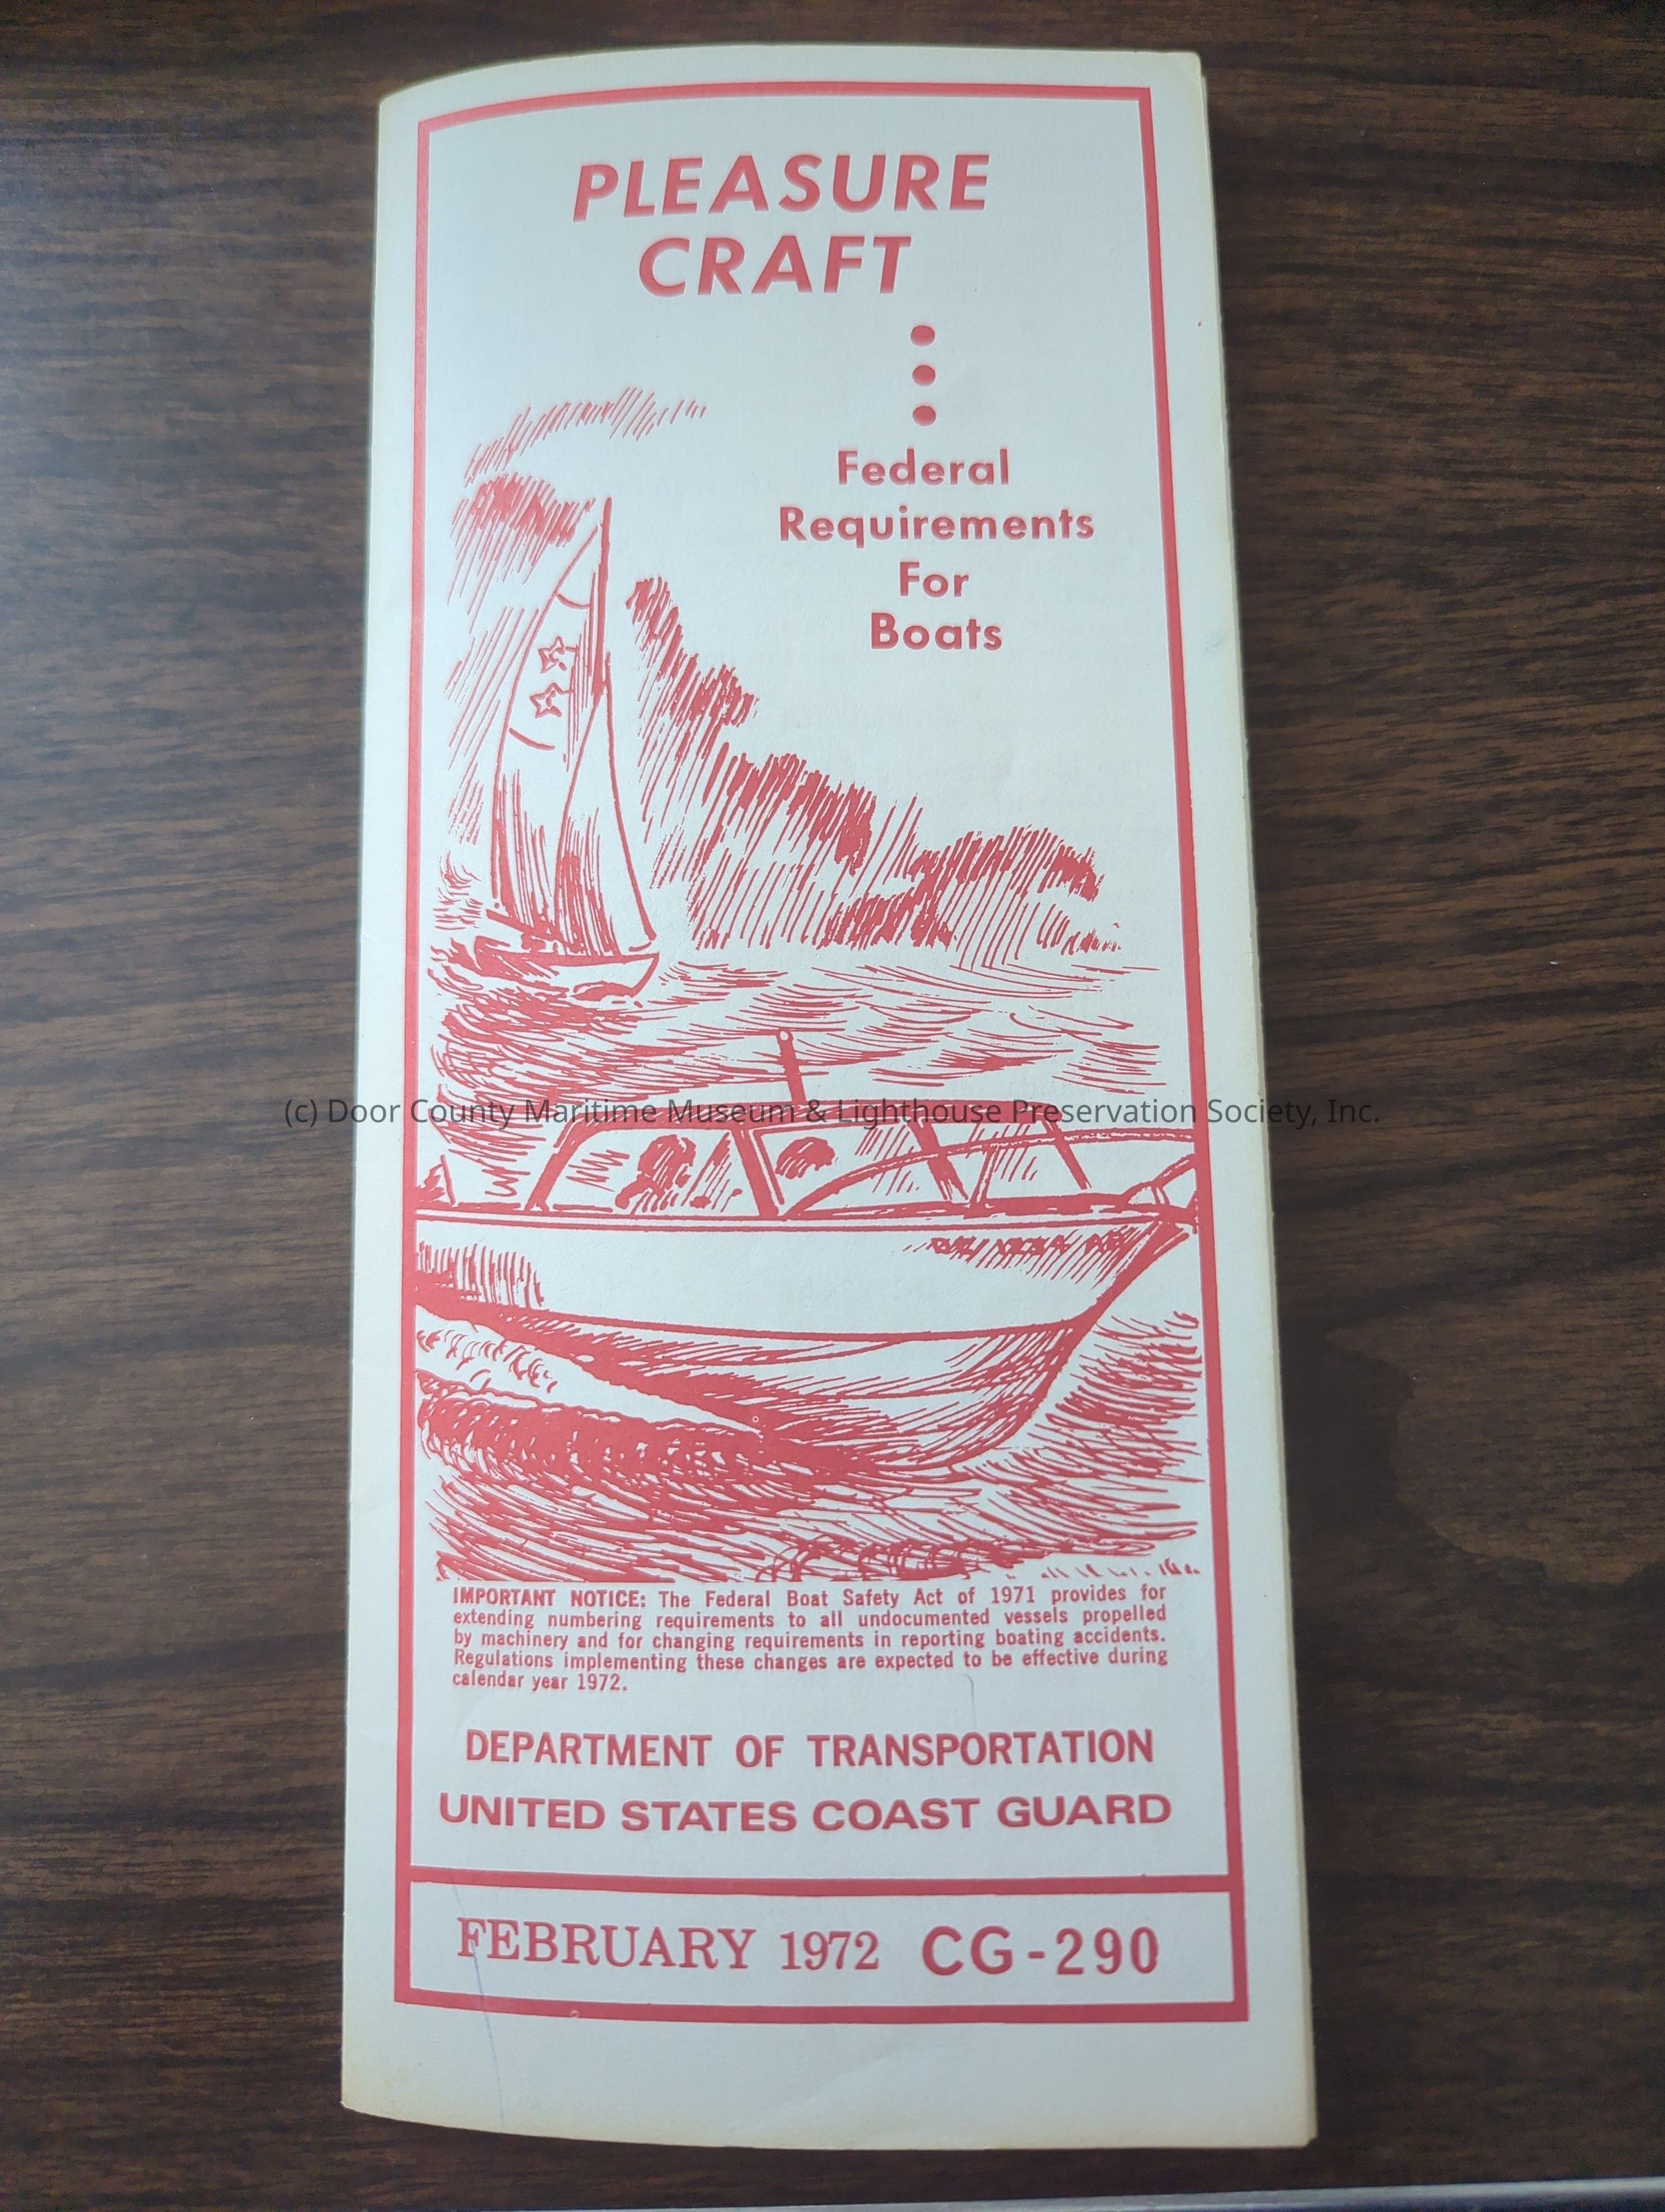 PLEASURE
CRAFT
Federal
Requirements
For
Boats
(c) Door County Maritime Museum & Lighthouse Preservation Society, Inc.
IMPORTANT NOTICE: The Federal Boat Safety Act of 1971 provides for
extending numbering requirements to all undocumented vessels propelled
by machinery and for changing requirements in reporting boating accidents.
Regulations implementing these changes are expected to be effective during
calendar year 1972.
DEPARTMENT OF TRANSPORTATION
UNITED STATES COAST GUARD
FEBRUARY 1972 CG-290